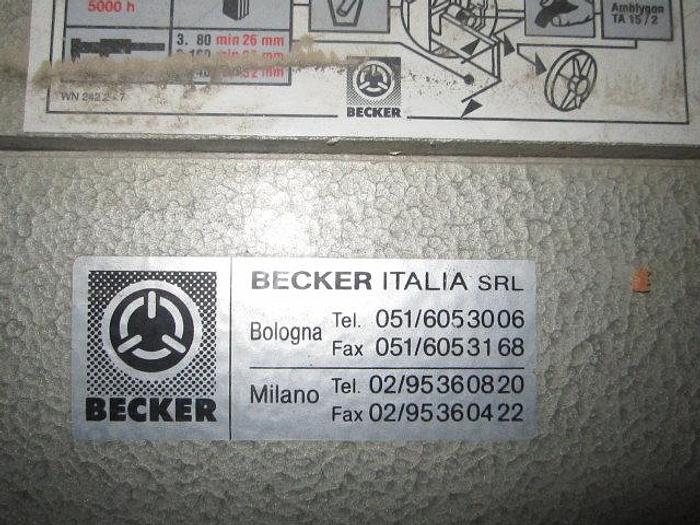 5000 h
Amblygon
TA 15/2
3. 80 min 26 mm
WN 242.2 - 7
BECKER
BECKER
BECKER ITALIA SRL
Bologna Tel. 051/6053006
Fax 051/6053168
Milano Tel. 02/95360820
Fax 02/95360422